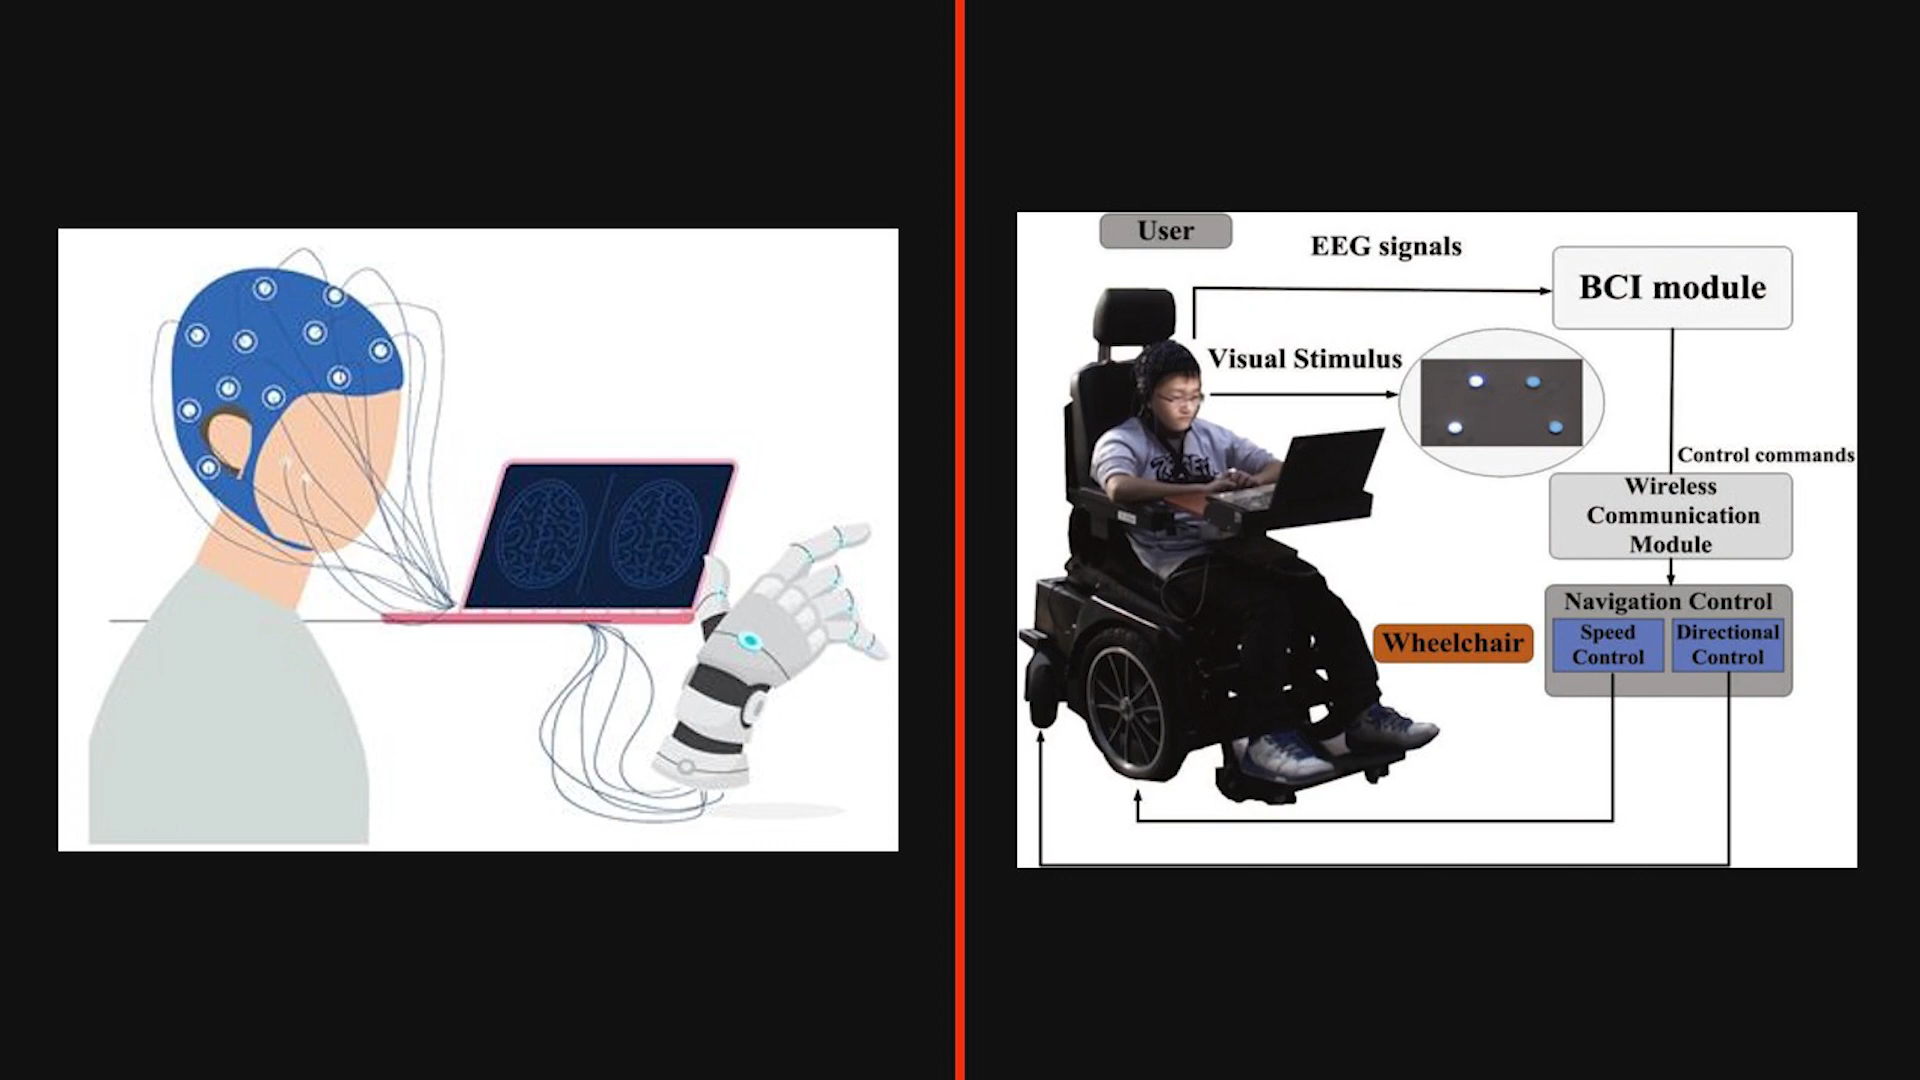 User
EEG signals
BCI module
Visual Stimulus
Control commands
Wireless
Communication
Module
Navigation Control
Speed
Control
Directional
Control
Wheelchair